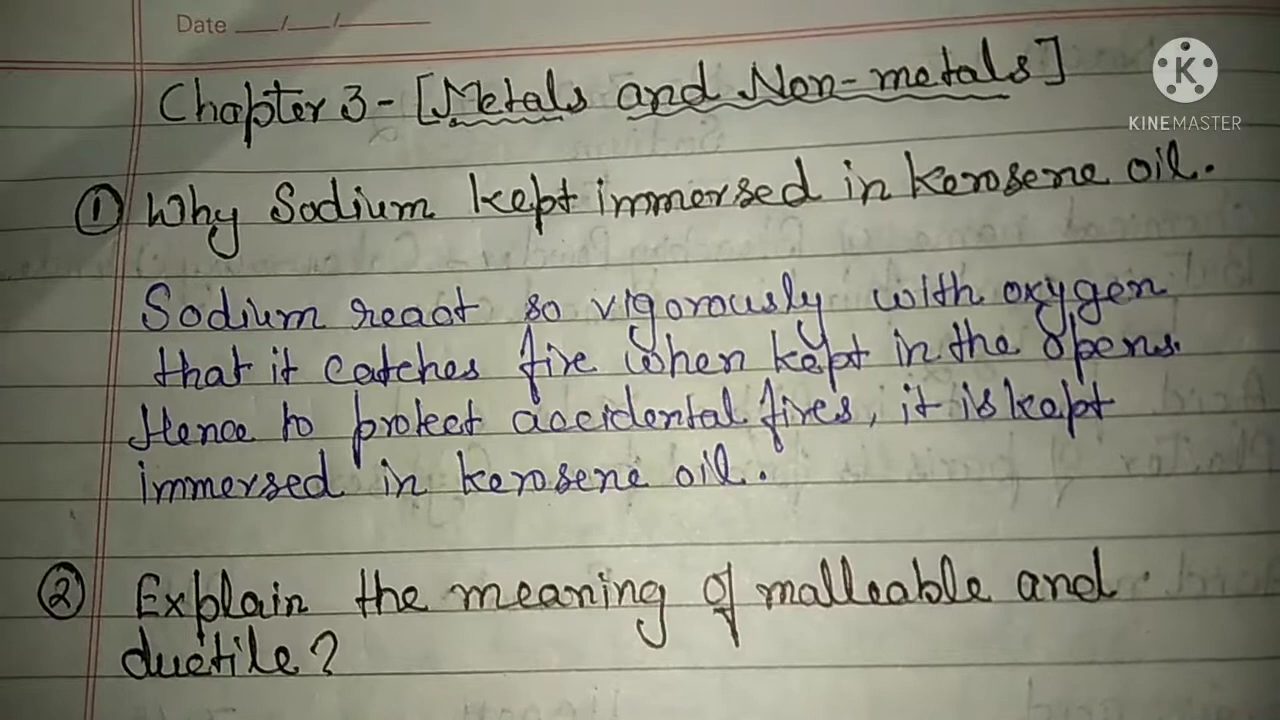 Date __/__/____
Chapter 3 - [Metals and Non-metals]
KINEMASTER
① Why Sodium kept immersed in kerosene oil.
Sodium react so vigorously with oxygen
that it catches fire when kept in the opens.
Hence to protect accidental fires, it is kept
immersed in kerosene oil.
② Explain the meaning of malleable and
ductile?